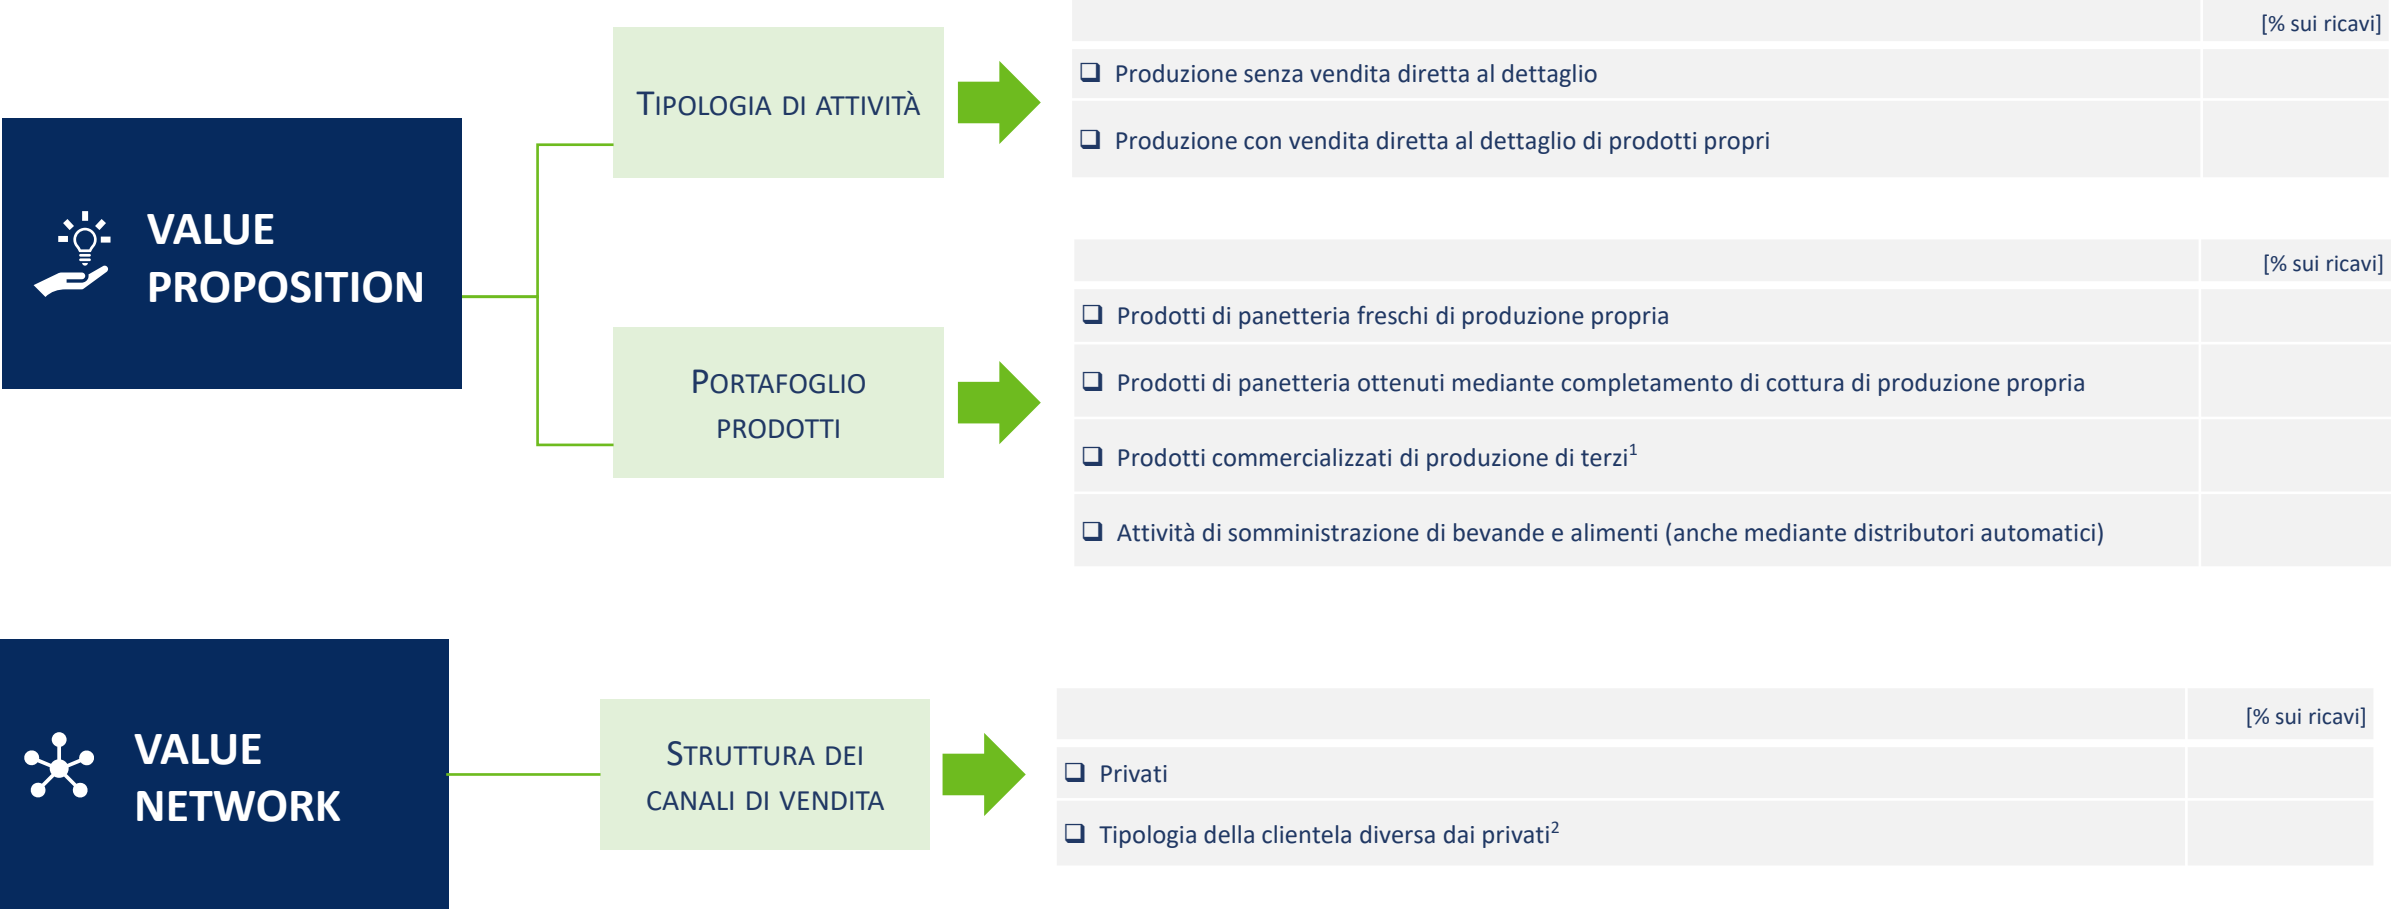 VALUE
PROPOSITION
TIPOLOGIA DI ATTIVITÀ
[% sui ricavi]
Produzione senza vendita diretta al dettaglio
Produzione con vendita diretta al dettaglio di prodotti propri
PORTAFOGLIO
PRODOTTI
[% sui ricavi]
Prodotti di panetteria freschi di produzione propria
Prodotti di panetteria ottenuti mediante completamento di cottura di produzione propria
Prodotti commercializzati di produzione di terzi1
Attività di somministrazione di bevande e alimenti (anche mediante distributori automatici)
VALUE
NETWORK
STRUTTURA DEI
CANALI DI VENDITA
[% sui ricavi]
Privati
Tipologia della clientela diversa dai privati2